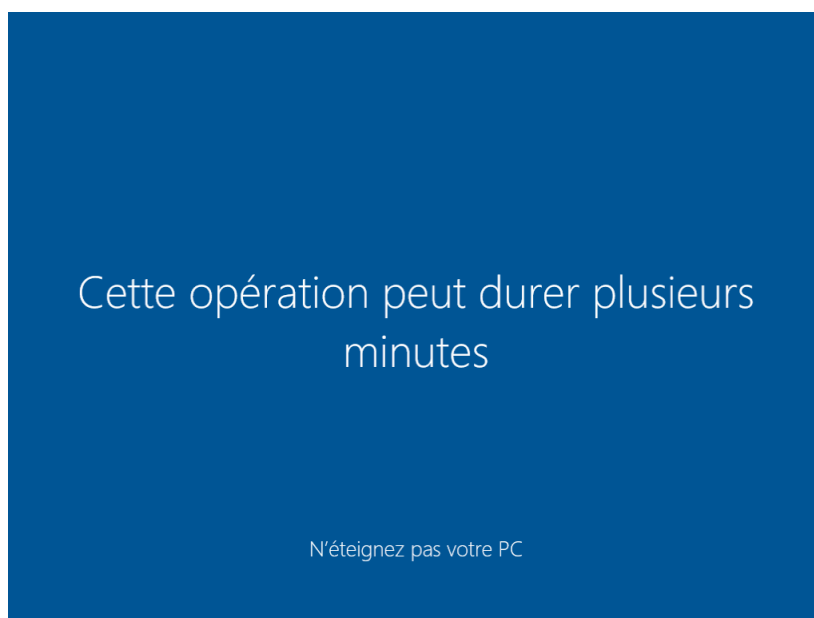 Cette opération peut durer plusieurs
minutes
N’éteignez pas votre PC